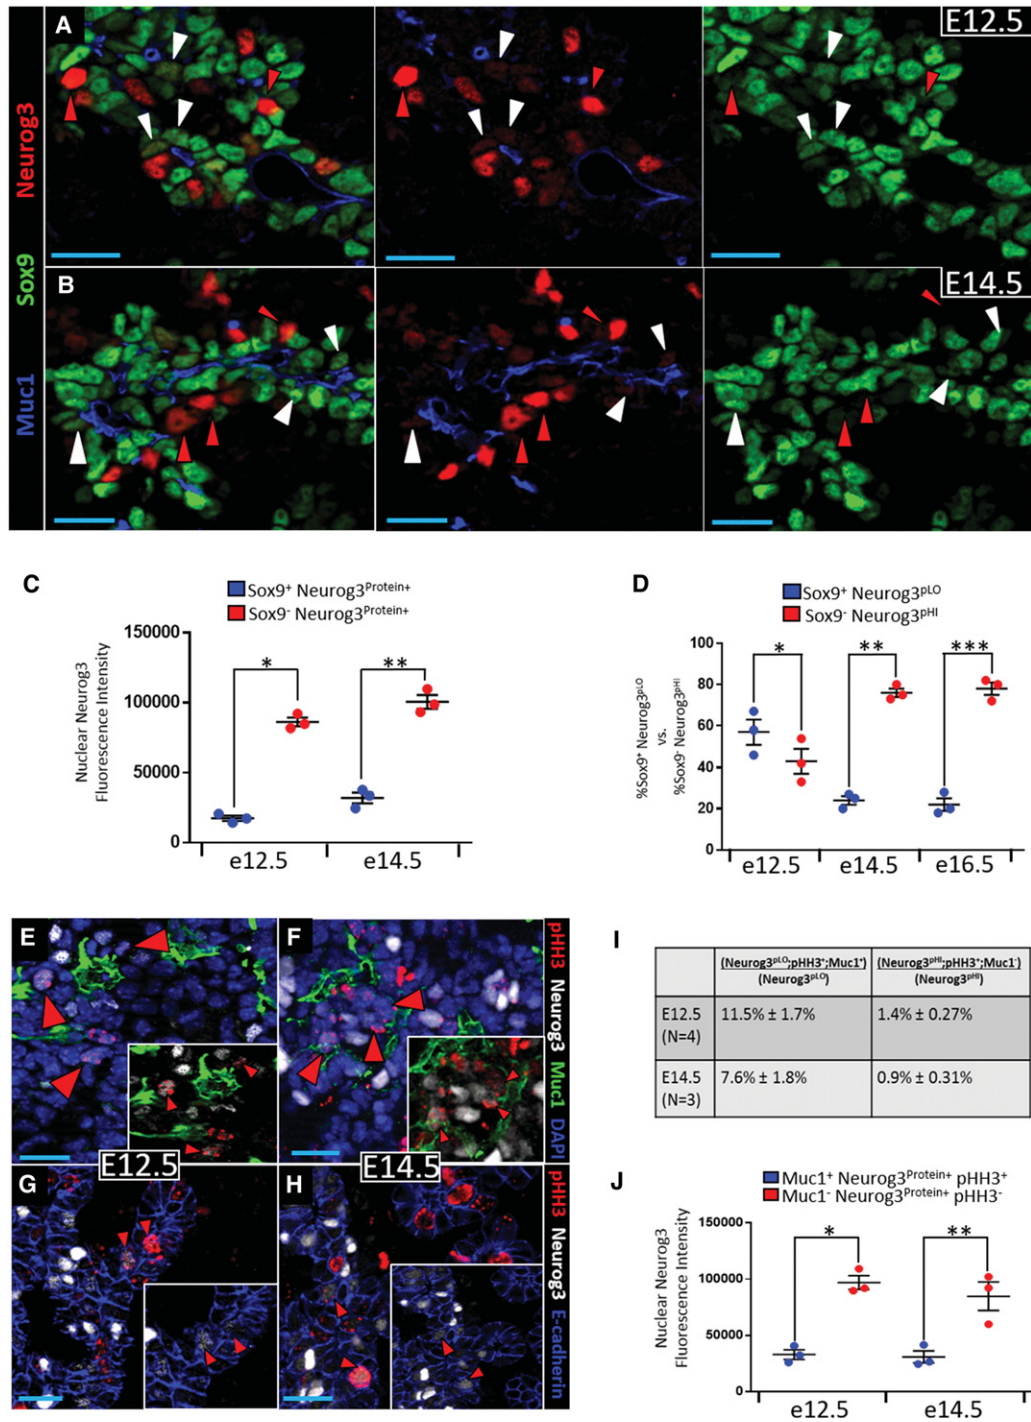 A
E12.5
Neurog3
Sox9
Muc1
B
E14.5
C
Sox9+ Neurog3Protein+
Sox9- Neurog3Protein+
Nuclear Neurog3
Fluorescence Intensity
150000
100000
50000
0
*
**
e12.5
e14.5
D
Sox9+ Neurog3pLO
Sox9- Neurog3pHI
%Sox9+ Neurog3pLO
vs.
%Sox9- Neurog3pHI
100
80
60
40
20
0
*
**
***
e12.5
e14.5
e16.5
E
F
pHH3 Neurog3 Muc1 DAPI
E12.5
E14.5
G
H
pHH3 Neurog3 E-cadherin
I
(Neurog3pLO;pHH3+;Muc1+)
(Neurog3pLO)
(Neurog3pHI;pHH3+;Muc1-)
(Neurog3pHI)
E12.5
(N=4)
11.5% ± 1.7%
1.4% ± 0.27%
E14.5
(N=3)
7.6% ± 1.8%
0.9% ± 0.31%
J
Muc1+ Neurog3Protein+ pHH3+
Muc1- Neurog3Protein+ pHH3-
Nuclear Neurog3
Fluorescence Intensity
150000
100000
50000
0
*
**
e12.5
e14.5